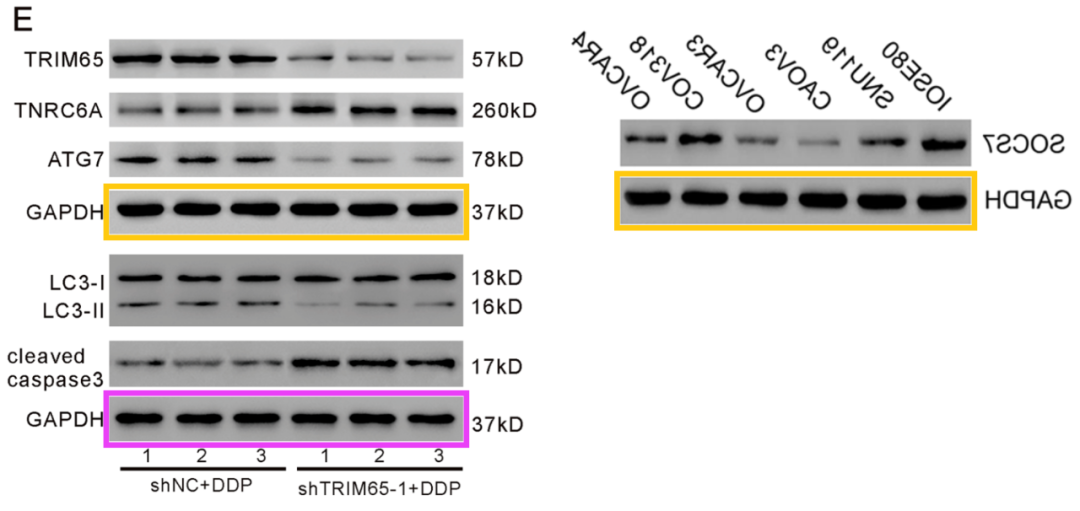 E
TRIM65 57kD
TNRC6A 260kD
ATG7 78kD
GAPDH 37kD
LC3-I 18kD
LC3-II 16kD
cleaved
caspase3 17kD
GAPDH 37kD
1 2 3 1 2 3
shNC+DDP shTRIM65-1+DDP
OVCAR4 COV318 OVCAR3 CAOV3 SNU119 IOSE80
SOCS7
GAPDH